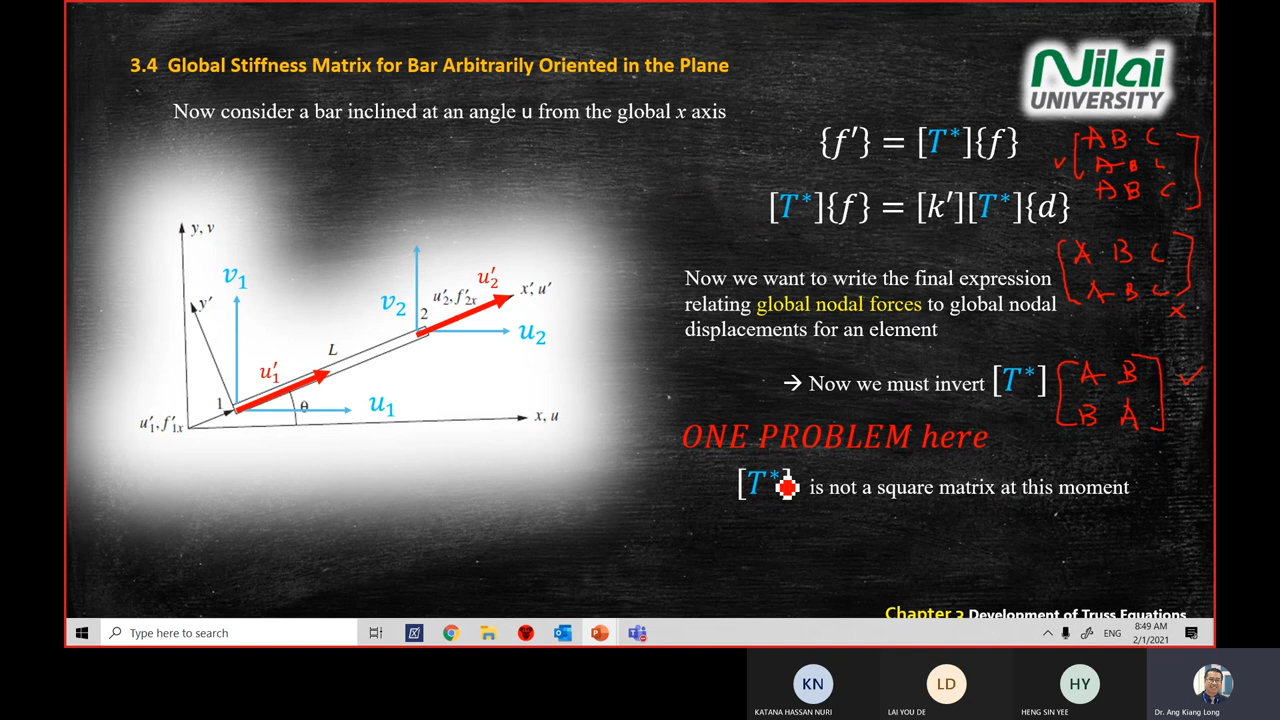 3.4 Global Stiffness Matrix for Bar Arbitrarily Oriented in the Plane
Nilai
UNIVERSITY
Now consider a bar inclined at an angle u from the global x axis
{f′} = [T*]{f}
A B C
A B C
A B C
[T*]{f} = [k′][T*]{d}
y, v
v₁
y′
u′₁
L
1
θ
u₁
u′₁, f′₁ₓ
x, u
v₂
u′₂, f′₂ₓ
2
u′₂
x′, u′
u₂
Now we want to write the final expression
relating global nodal forces to global nodal
displacements for an element
A B C
A B C
x
→ Now we must invert [T*]
A B
B A
✓
ONE PROBLEM here
[T*] is not a square matrix at this moment
Chapter 3 Development of Truss Equations
Type here to search
ENG
8:49 AM
2/1/2021
KN
KATANA HASSAN NURI
LD
LAI YOU DE
HY
HENG SIN YEE
Dr. Ang Kiang Long